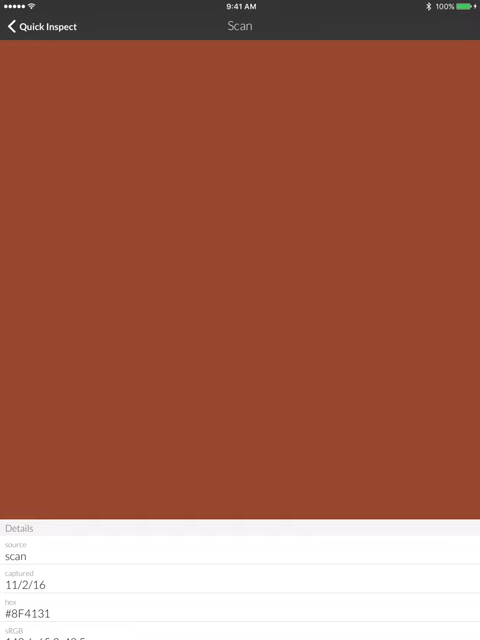 9:41 AM
100%
Quick Inspect
Scan
Details
source
scan
captured
11/2/16
hex
#8F4131
sRGB